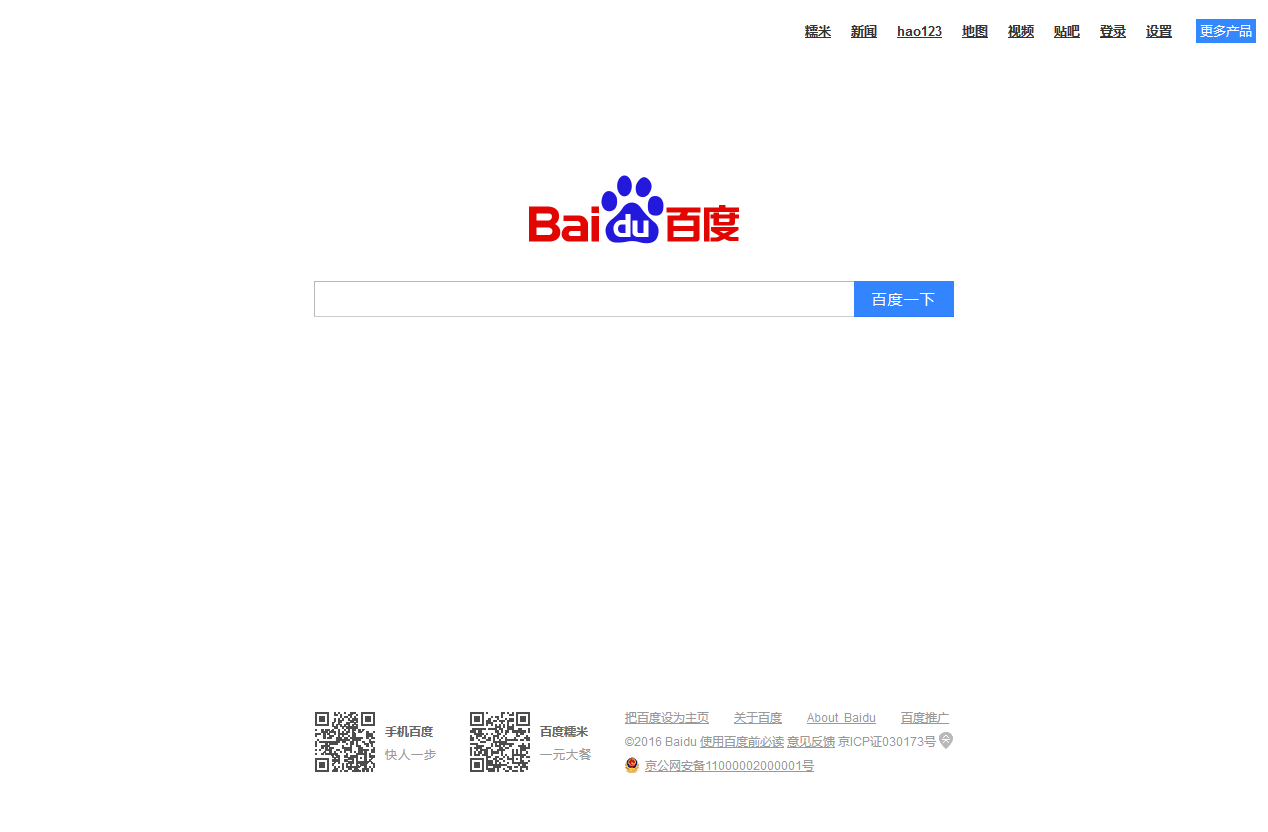 糯米 新闻 hao123 地图 视频 贴吧 登录 设置 更多产品
Bai du 百度
百度一下
手机百度
快人一步
百度糯米
一元大餐
把百度设为主页 关于百度 About Baidu 百度推广
©2016 Baidu 使用百度前必读 意见反馈 京ICP证030173号
京公网安备11000002000001号